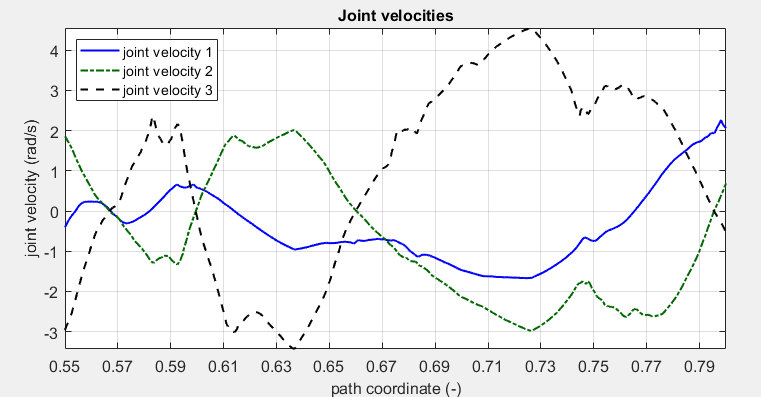 Joint velocities
joint velocity 1
joint velocity 2
joint velocity 3
joint velocity (rad/s)
4
3
2
1
0
-1
-2
-3
0.55 0.57 0.59 0.61 0.63 0.65 0.67 0.69 0.71 0.73 0.75 0.77 0.79
path coordinate (-)